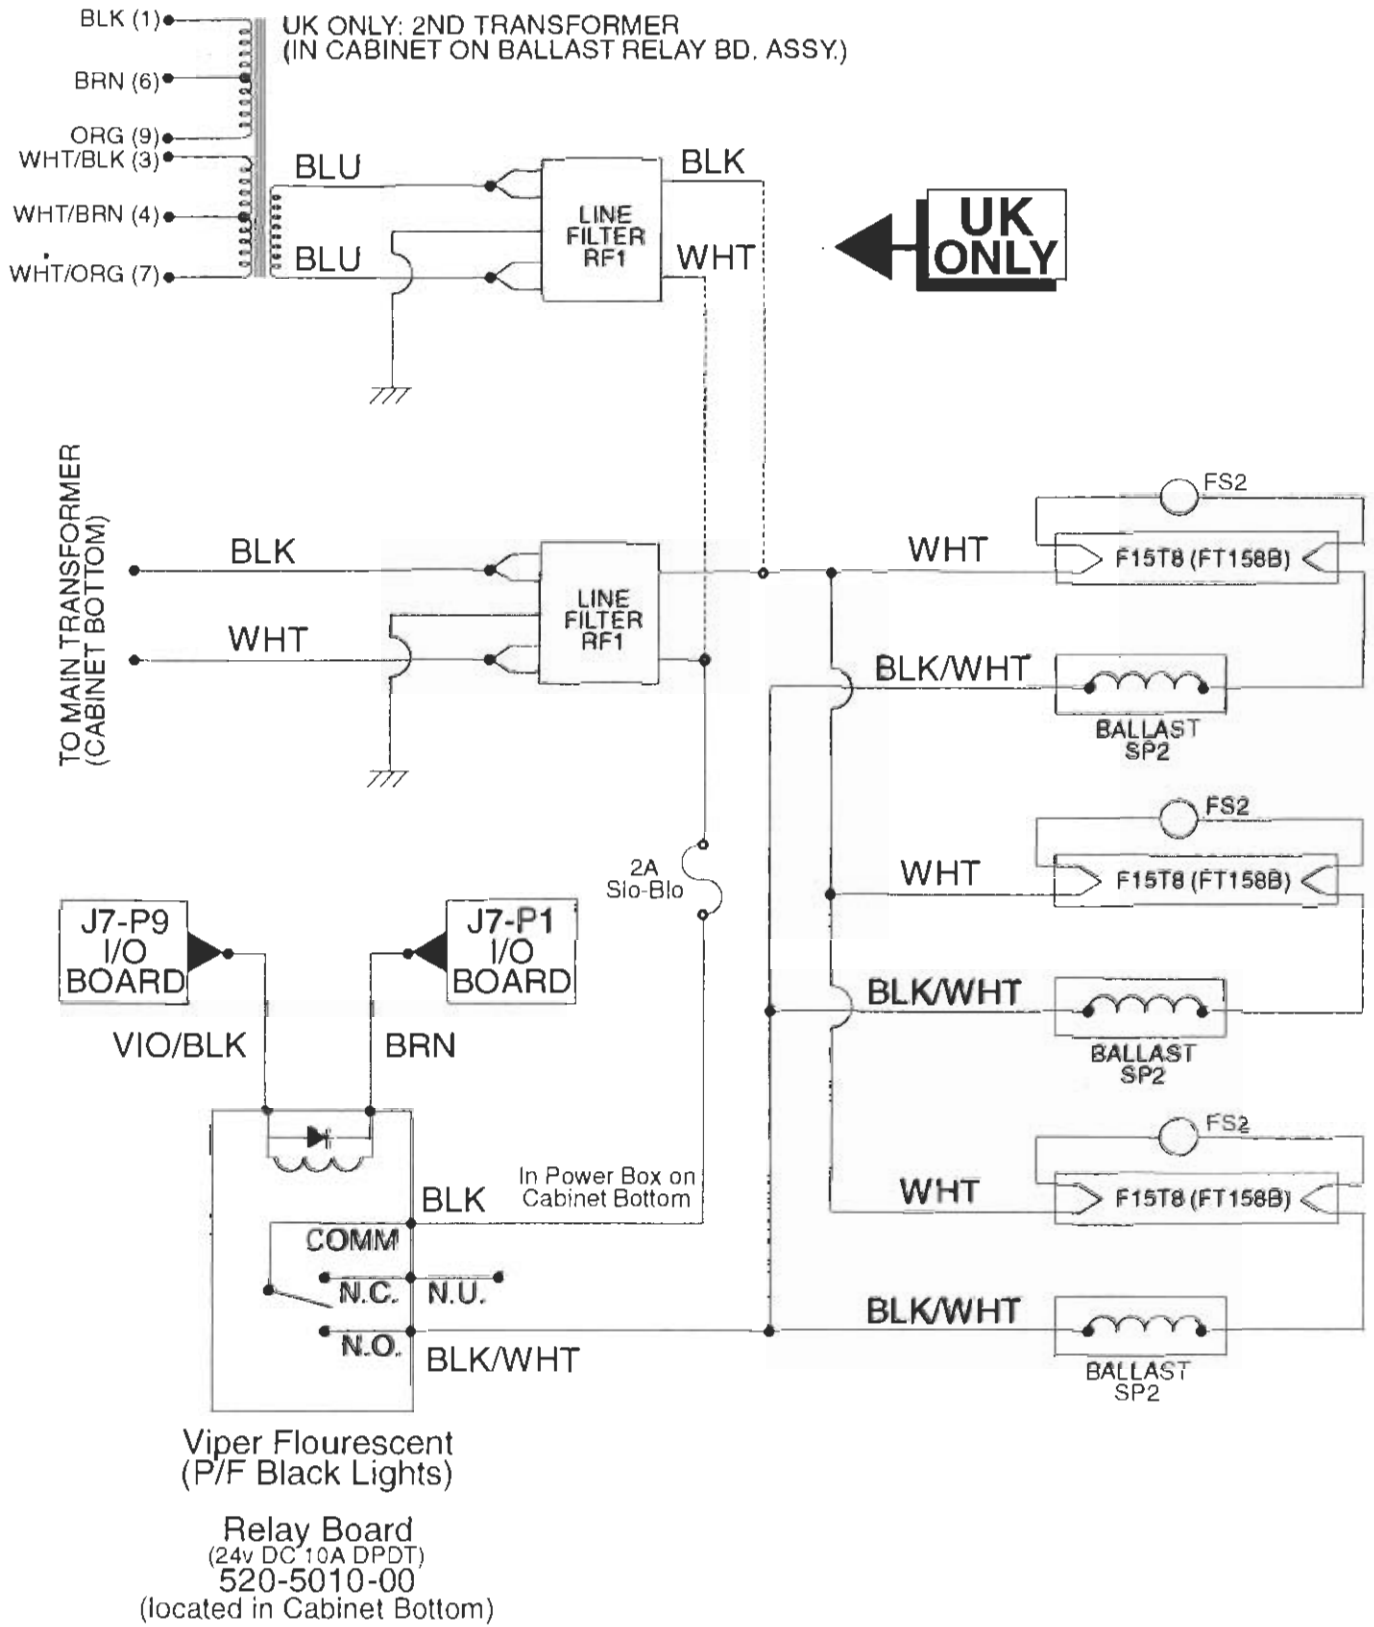 BLK (1)
UK ONLY: 2ND TRANSFORMER
(IN CABINET ON BALLAST RELAY BD. ASSY.)
BRN (6)
ORG (9)
WHT/BLK (3)
WHT/BRN (4)
WHT/ORG (7)
BLU
BLU
LINE
FILTER
RF1
BLK
WHT
UK
ONLY
TO MAIN TRANSFORMER
(CABINET BOTTOM)
BLK
WHT
LINE
FILTER
RF1
WHT
FS2
F15T8 (FT158B)
BLK/WHT
BALLAST
SP2
2A
Slo-Blo
WHT
FS2
F15T8 (FT158B)
BLK/WHT
BALLAST
SP2
J7-P9
I/O
BOARD
J7-P1
I/O
BOARD
VIO/BLK
BRN
In Power Box on
Cabinet Bottom
BLK
COMM
N.C.
N.U.
N.O.
BLK/WHT
WHT
FS2
F15T8 (FT158B)
BLK/WHT
BALLAST
SP2
Viper Flourescent
(P/F Black Lights)
Relay Board
(24v DC 10A DPDT)
520-5010-00
(located in Cabinet Bottom)